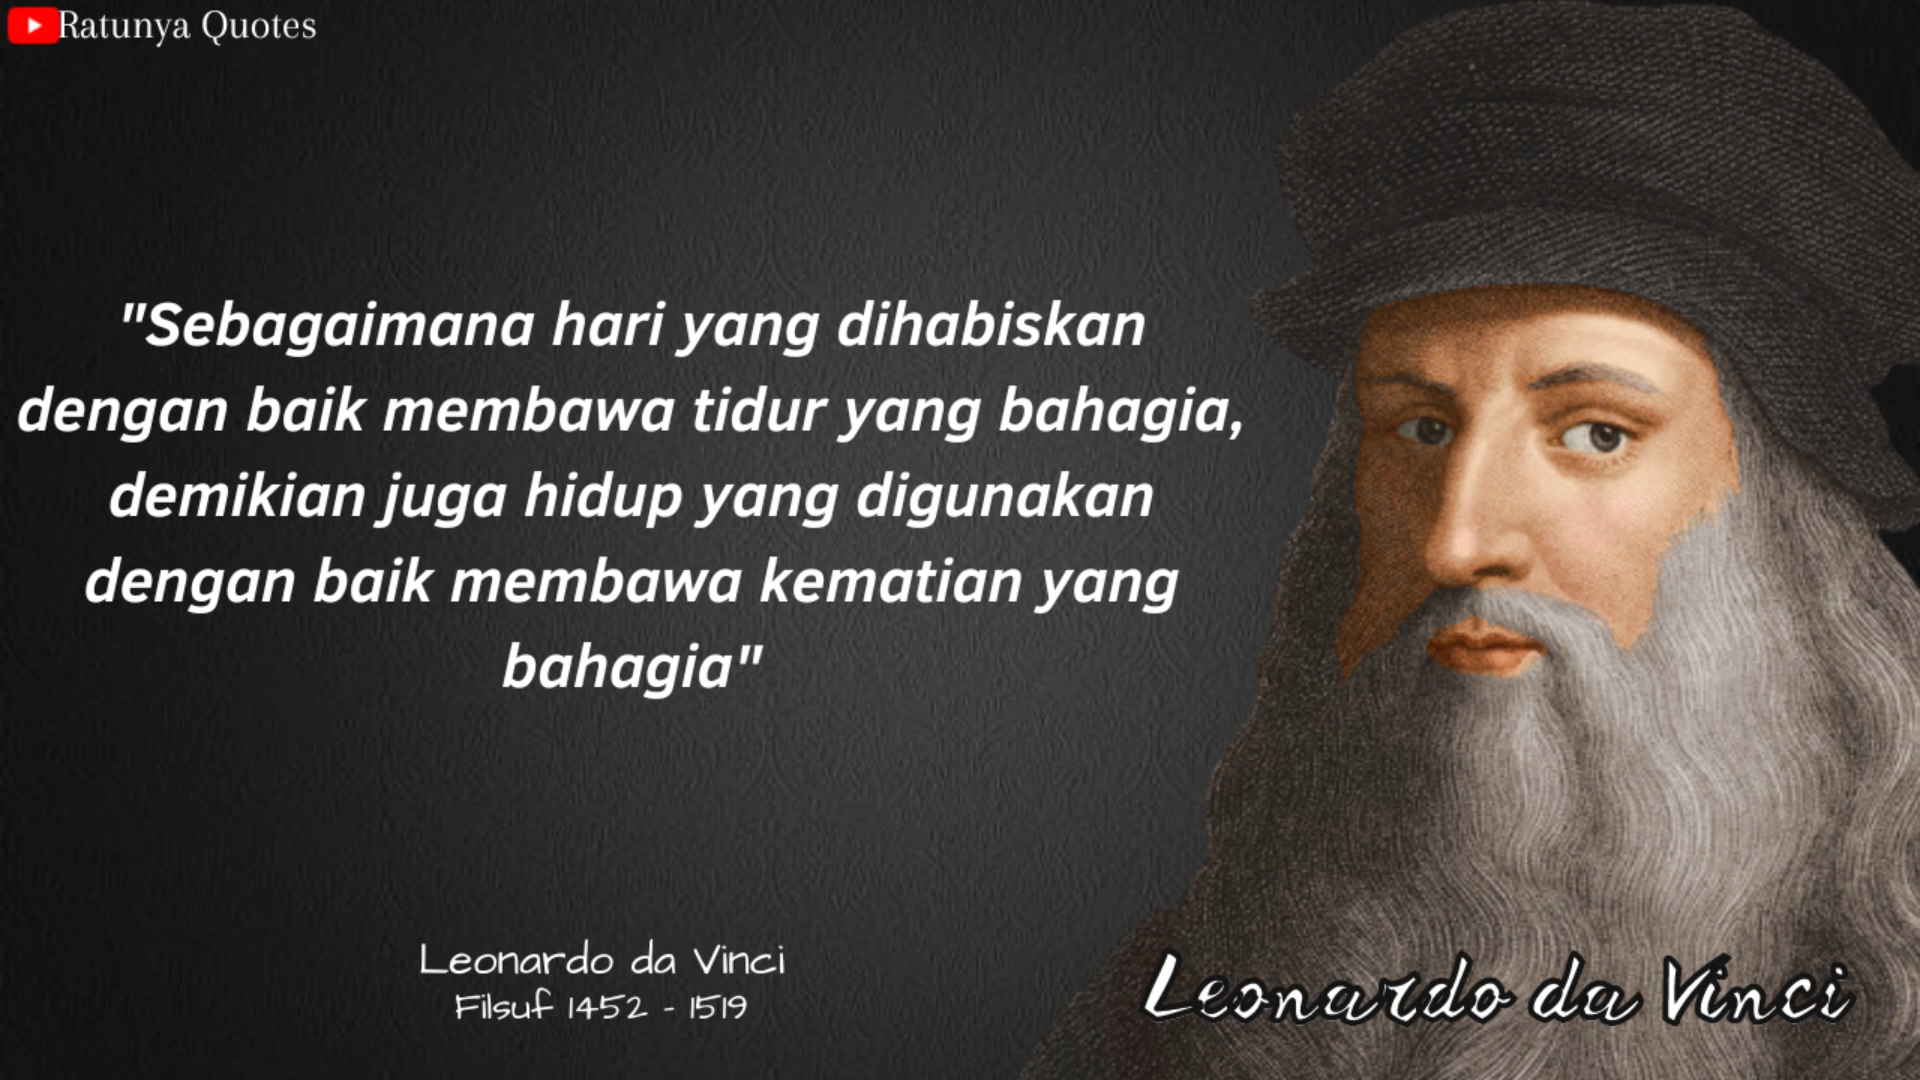 Ratunya Quotes
"Sebagaimana hari yang dihabiskan
dengan baik membawa tidur yang bahagia,
demikian juga hidup yang digunakan
dengan baik membawa kematian yang
bahagia"
Leonardo da Vinci
Filsuf 1452 - 1519
Leonardo da Vinci